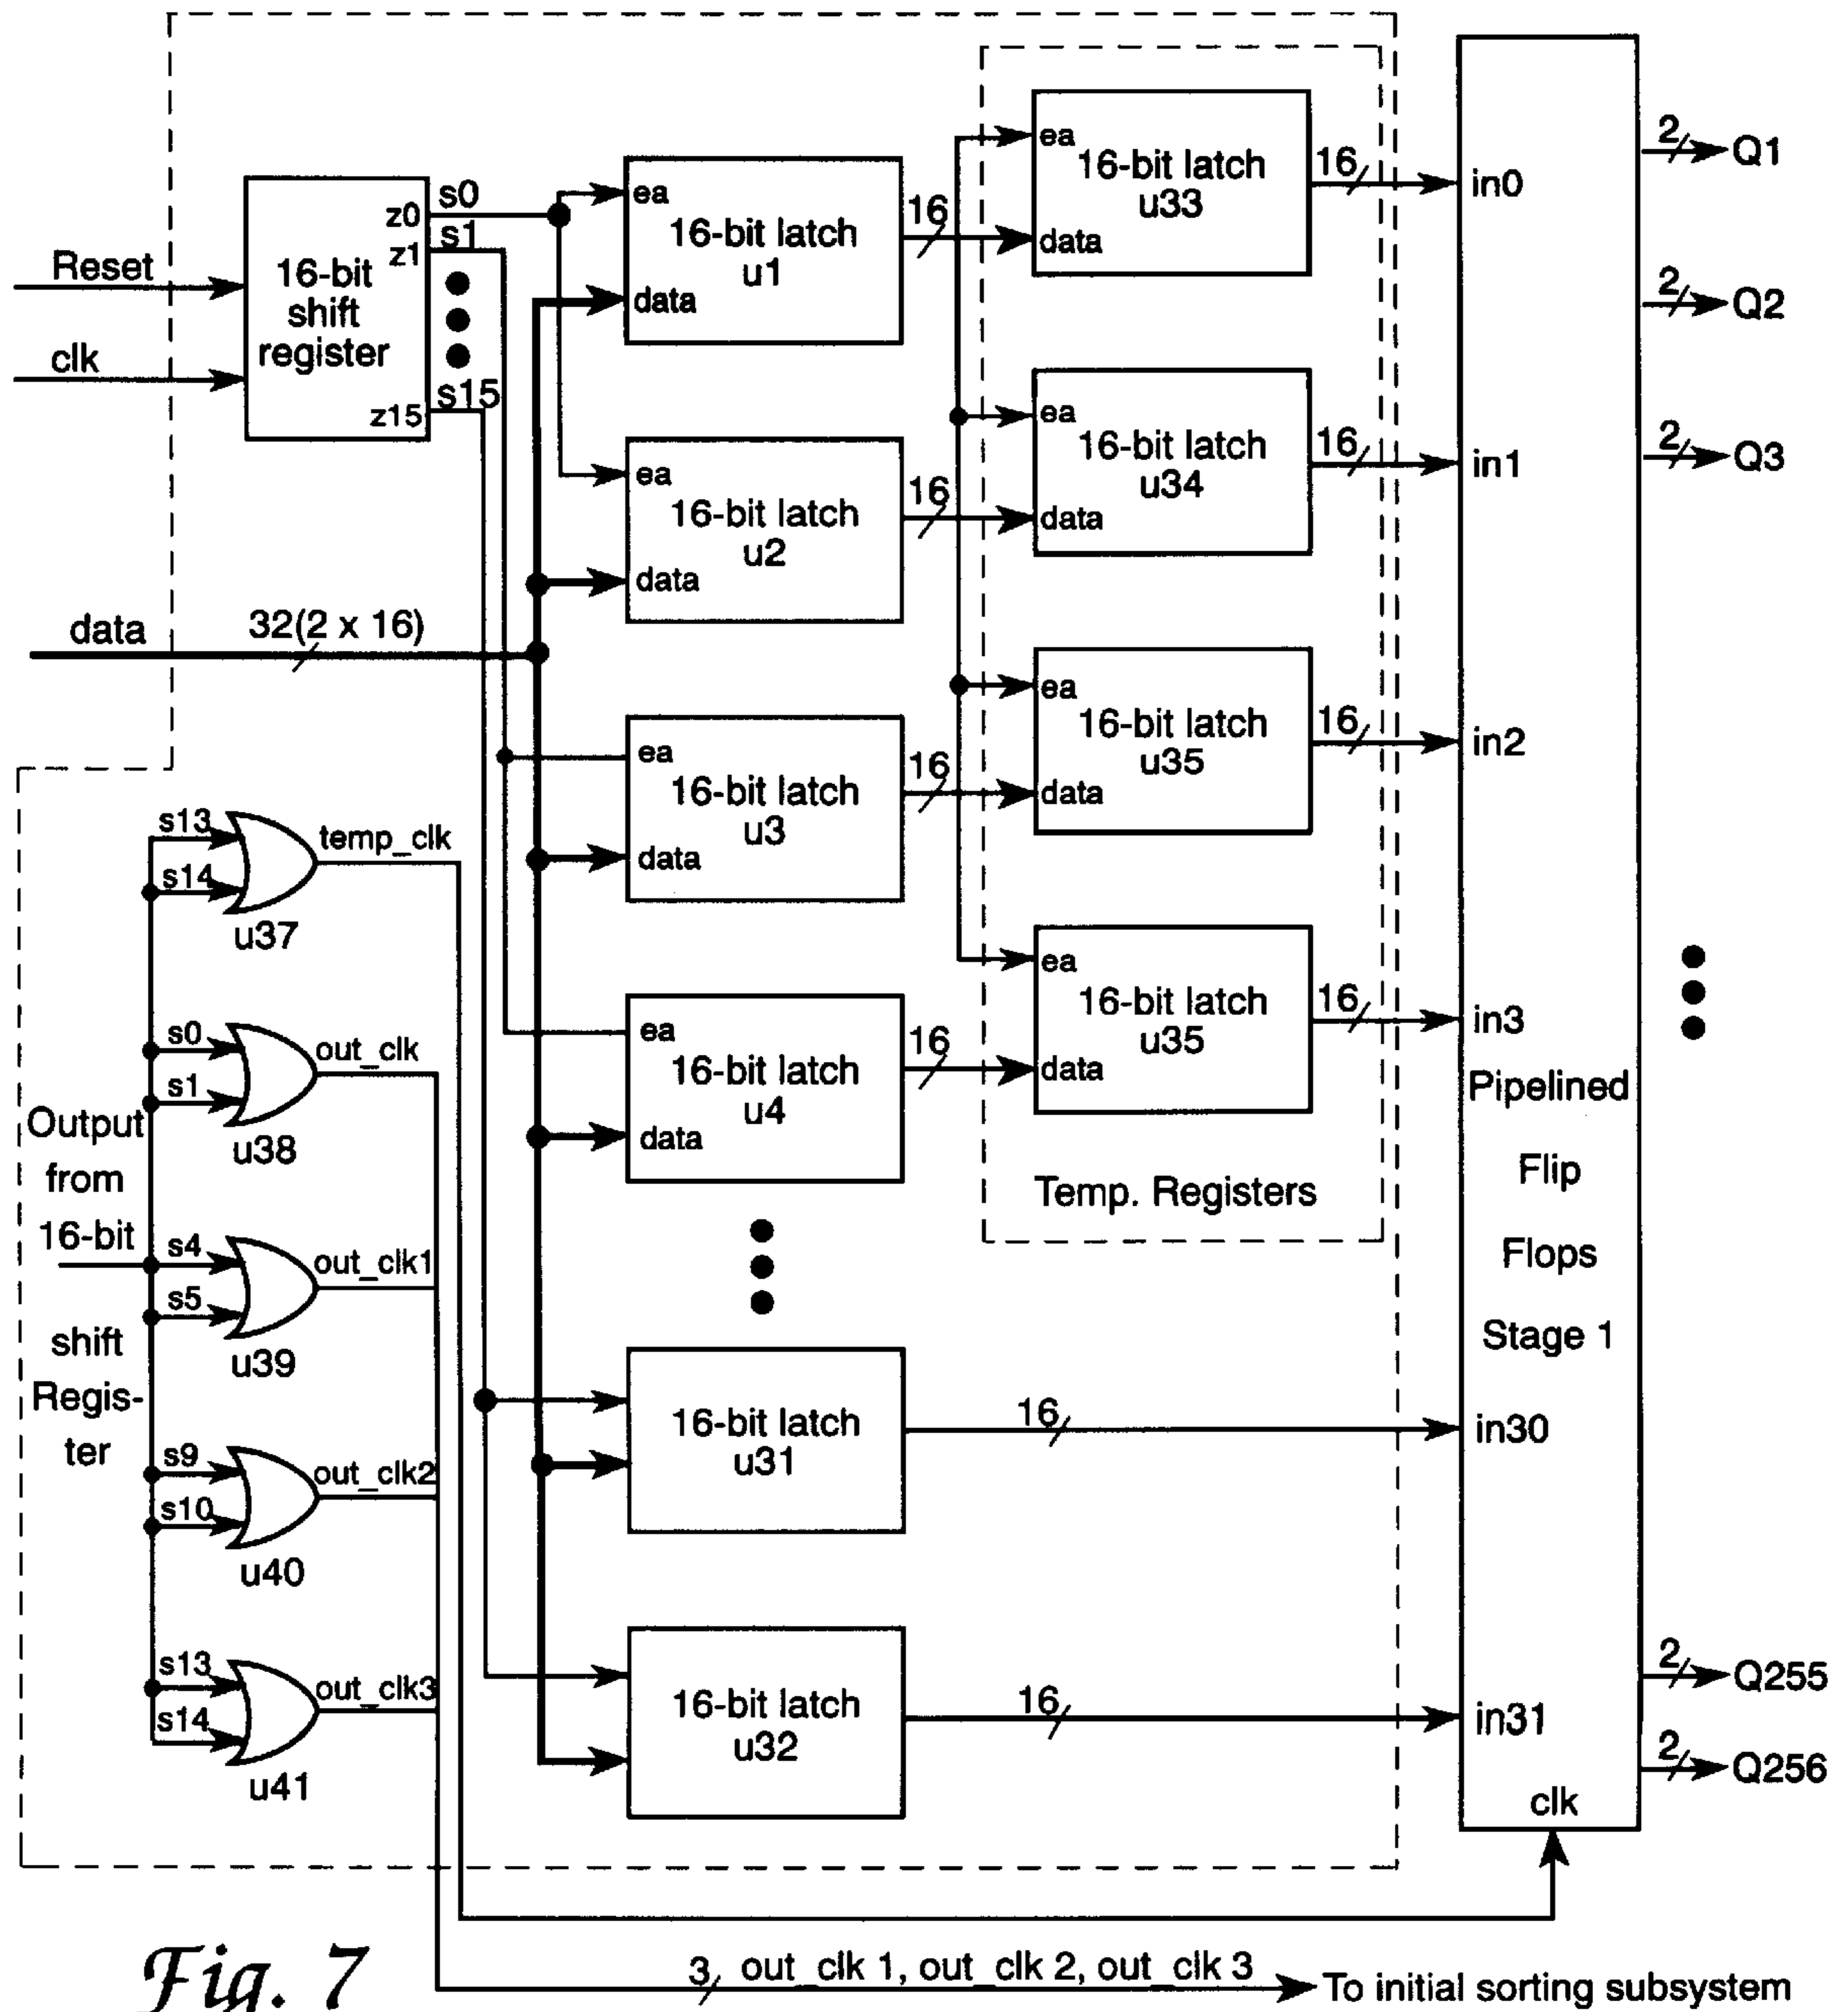 Reset
clk
16-bit
shift
register
z0
z1
z15
s0
s1
s15
data
32(2 x 16)
ea
16-bit latch
u1
data
16
ea
16-bit latch
u2
data
16
ea
16-bit latch
u3
data
16
ea
16-bit latch
u4
data
16
16-bit latch
u31
16
16-bit latch
u32
16
ea
16-bit latch
u33
data
16
ea
16-bit latch
u34
data
16
ea
16-bit latch
u35
data
16
ea
16-bit latch
u35
data
16
Temp. Registers
in0
in1
in2
in3
Pipelined
Flip
Flops
Stage 1
in30
in31
clk
2
Q1
2
Q2
2
Q3
2
Q255
2
Q256
Output
from
16-bit
shift
Regis-
ter
s13
s14
temp_clk
u37
s0
s1
out_clk
u38
s4
s5
out_clk1
u39
s9
s10
out_clk2
u40
s13
s14
out_clk3
u41
3
out_clk 1, out_clk 2, out_clk 3
To initial sorting subsystem
Fig. 7